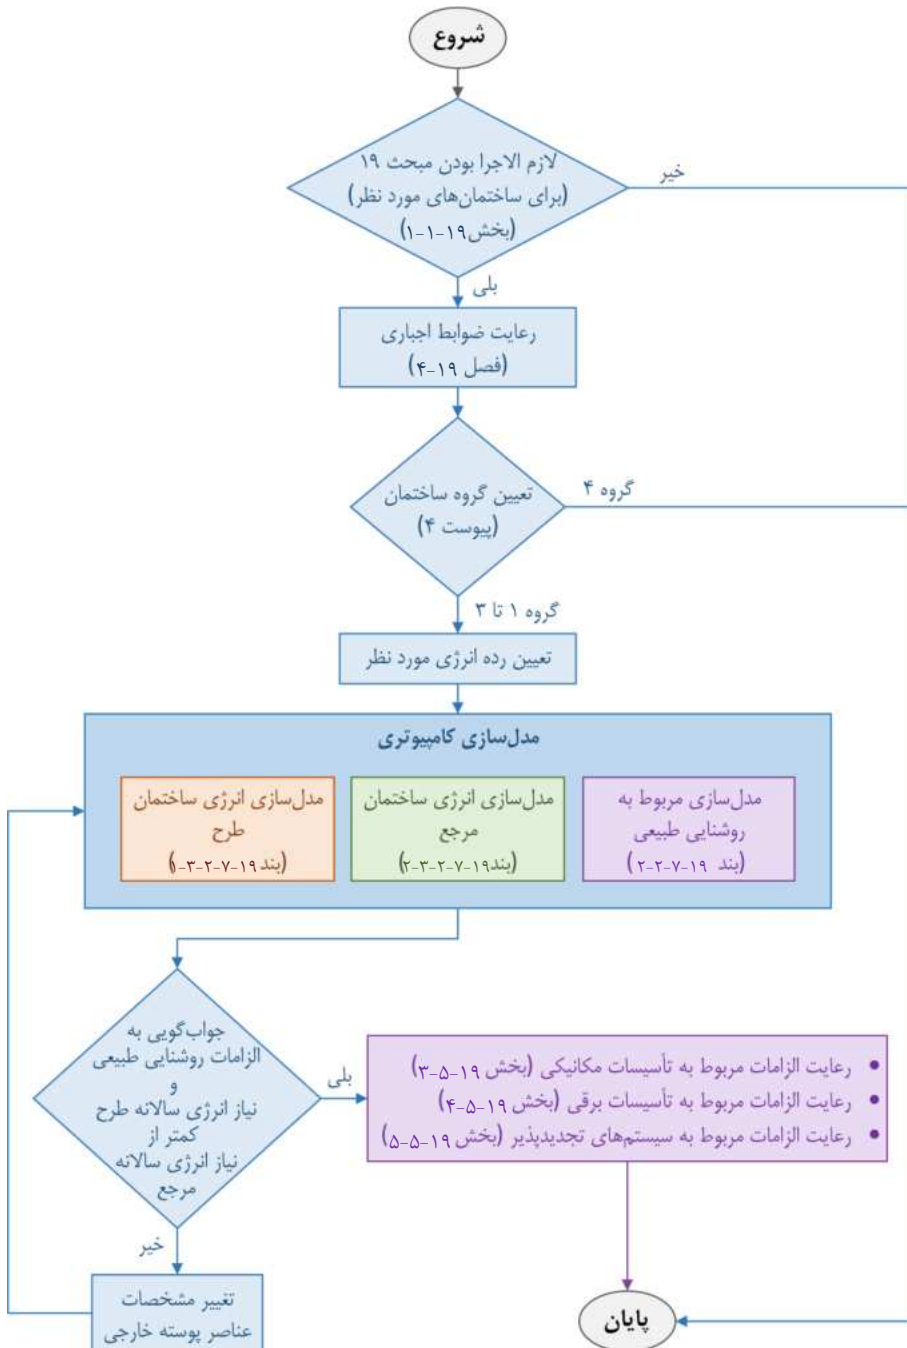 شروع
لازم الاجرا بودن مبحث ۱۹
(برای ساختمان‌های مورد نظر)
(بخش ۱۹-۱-۱)
خیر
بلی
رعایت ضوابط اجباری
(فصل ۱۹-۴)
تعیین گروه ساختمان
(پیوست ۴)
گروه ۴
گروه ۱ تا ۳
تعیین رده انرژی مورد نظر
مدل‌سازی کامپیوتری
مدل‌سازی مربوط به
روشنایی طبیعی
(بند ۱۹-۷-۲-۲)
مدل‌سازی انرژی ساختمان
مرجع
(بند ۱۹-۷-۲-۳-۲)
مدل‌سازی انرژی ساختمان
طرح
(بند ۱۹-۷-۲-۳-۱)
جواب‌گویی به
الزامات روشنایی طبیعی
و
نیاز انرژی سالانه طرح
کمتر از
نیاز انرژی سالانه
مرجع
بلی
• رعایت الزامات مربوط به تأسیسات مکانیکی (بخش ۱۹-۵-۳)
• رعایت الزامات مربوط به تأسیسات برقی (بخش ۱۹-۵-۴)
• رعایت الزامات مربوط به سیستم‌های تجدیدپذیر (بخش ۱۹-۵-۵)
خیر
تغییر مشخصات
عناصر پوسته خارجی
پایان